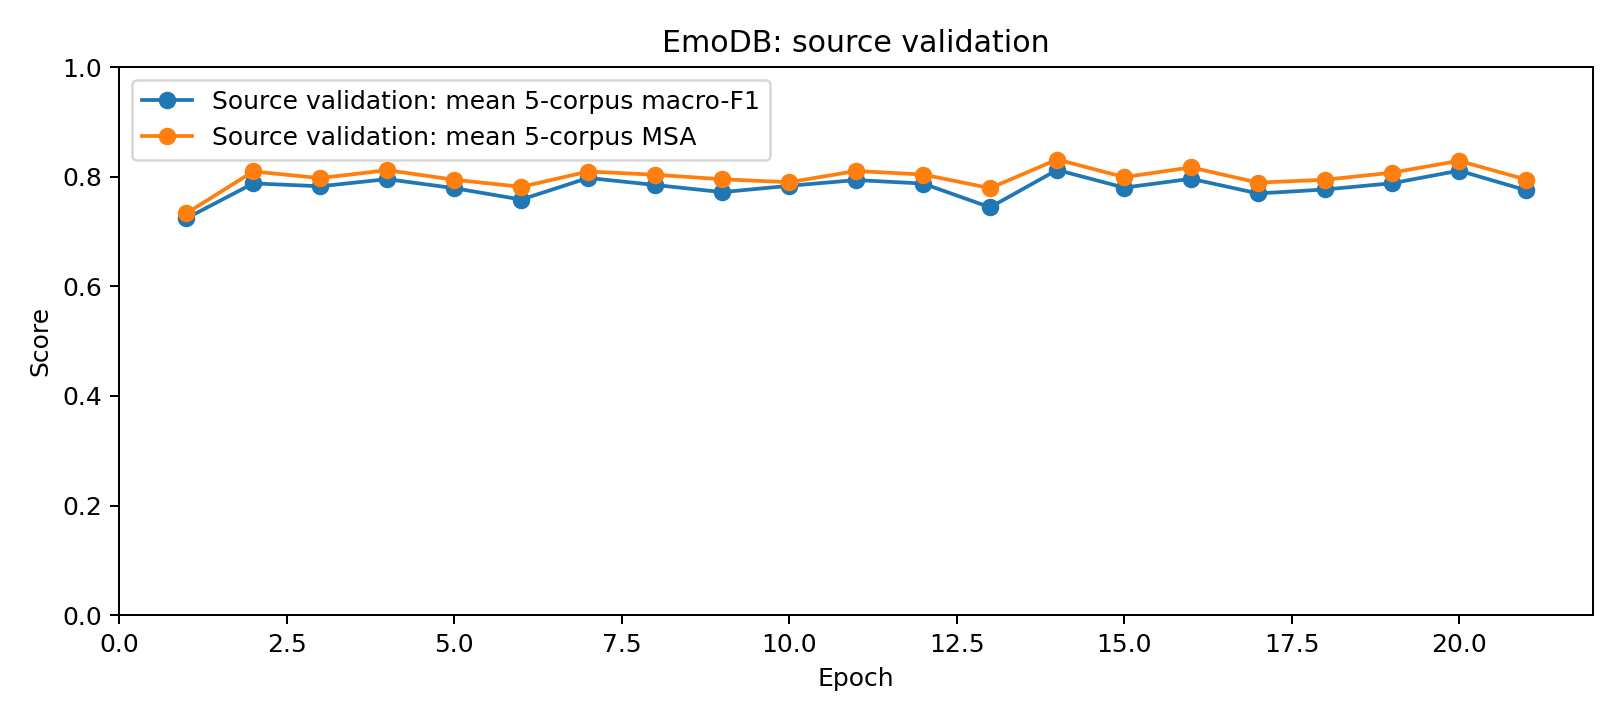 EmoDB: source validation
1.0
Source validation: mean 5-corpus macro-F1
Source validation: mean 5-corpus MSA
0.8
0.6
Score
0.4
0.2
0.0
0.0 2.5 5.0 7.5 10.0 12.5 15.0 17.5 20.0
Epoch